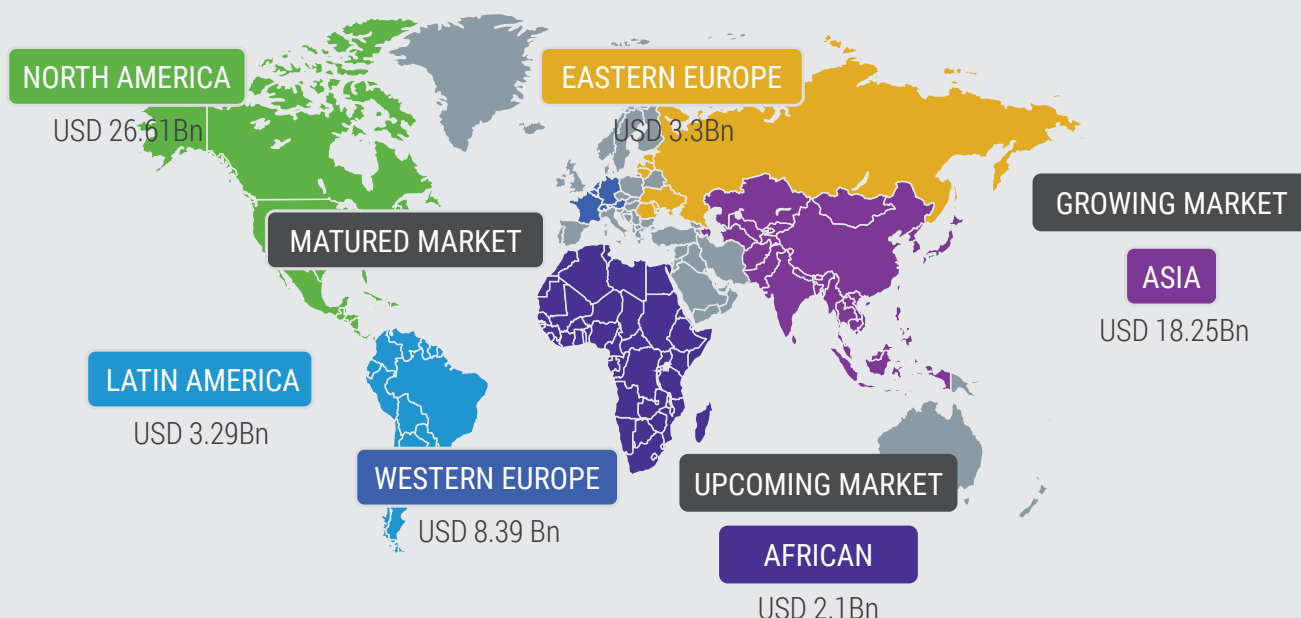 NORTH AMERICA
USD 26.61Bn
EASTERN EUROPE
USD 3.3Bn
MATURED MARKET
GROWING MARKET
ASIA
USD 18.25Bn
LATIN AMERICA
USD 3.29Bn
WESTERN EUROPE
USD 8.39 Bn
UPCOMING MARKET
AFRICAN
USD 2.1Bn